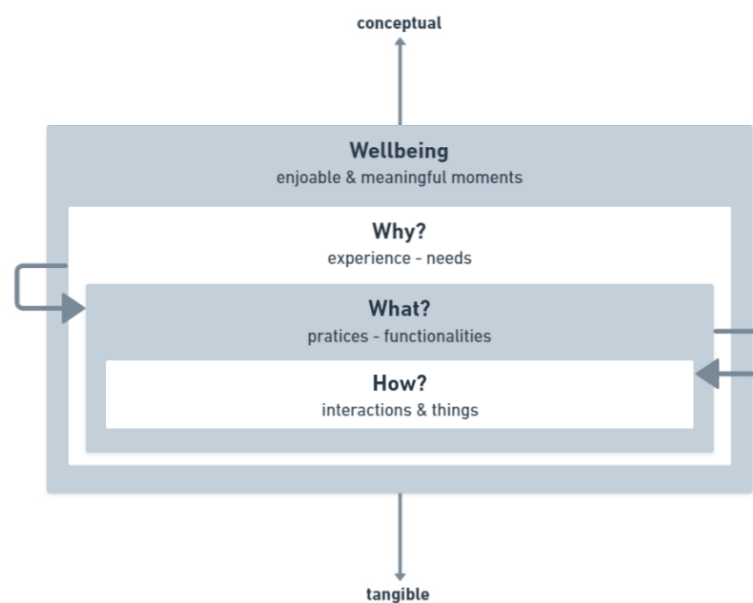 conceptual
Wellbeing
enjoable & meaningful moments
Why?
experience - needs
What?
pratices - functionalities
How?
interactions & things
tangible